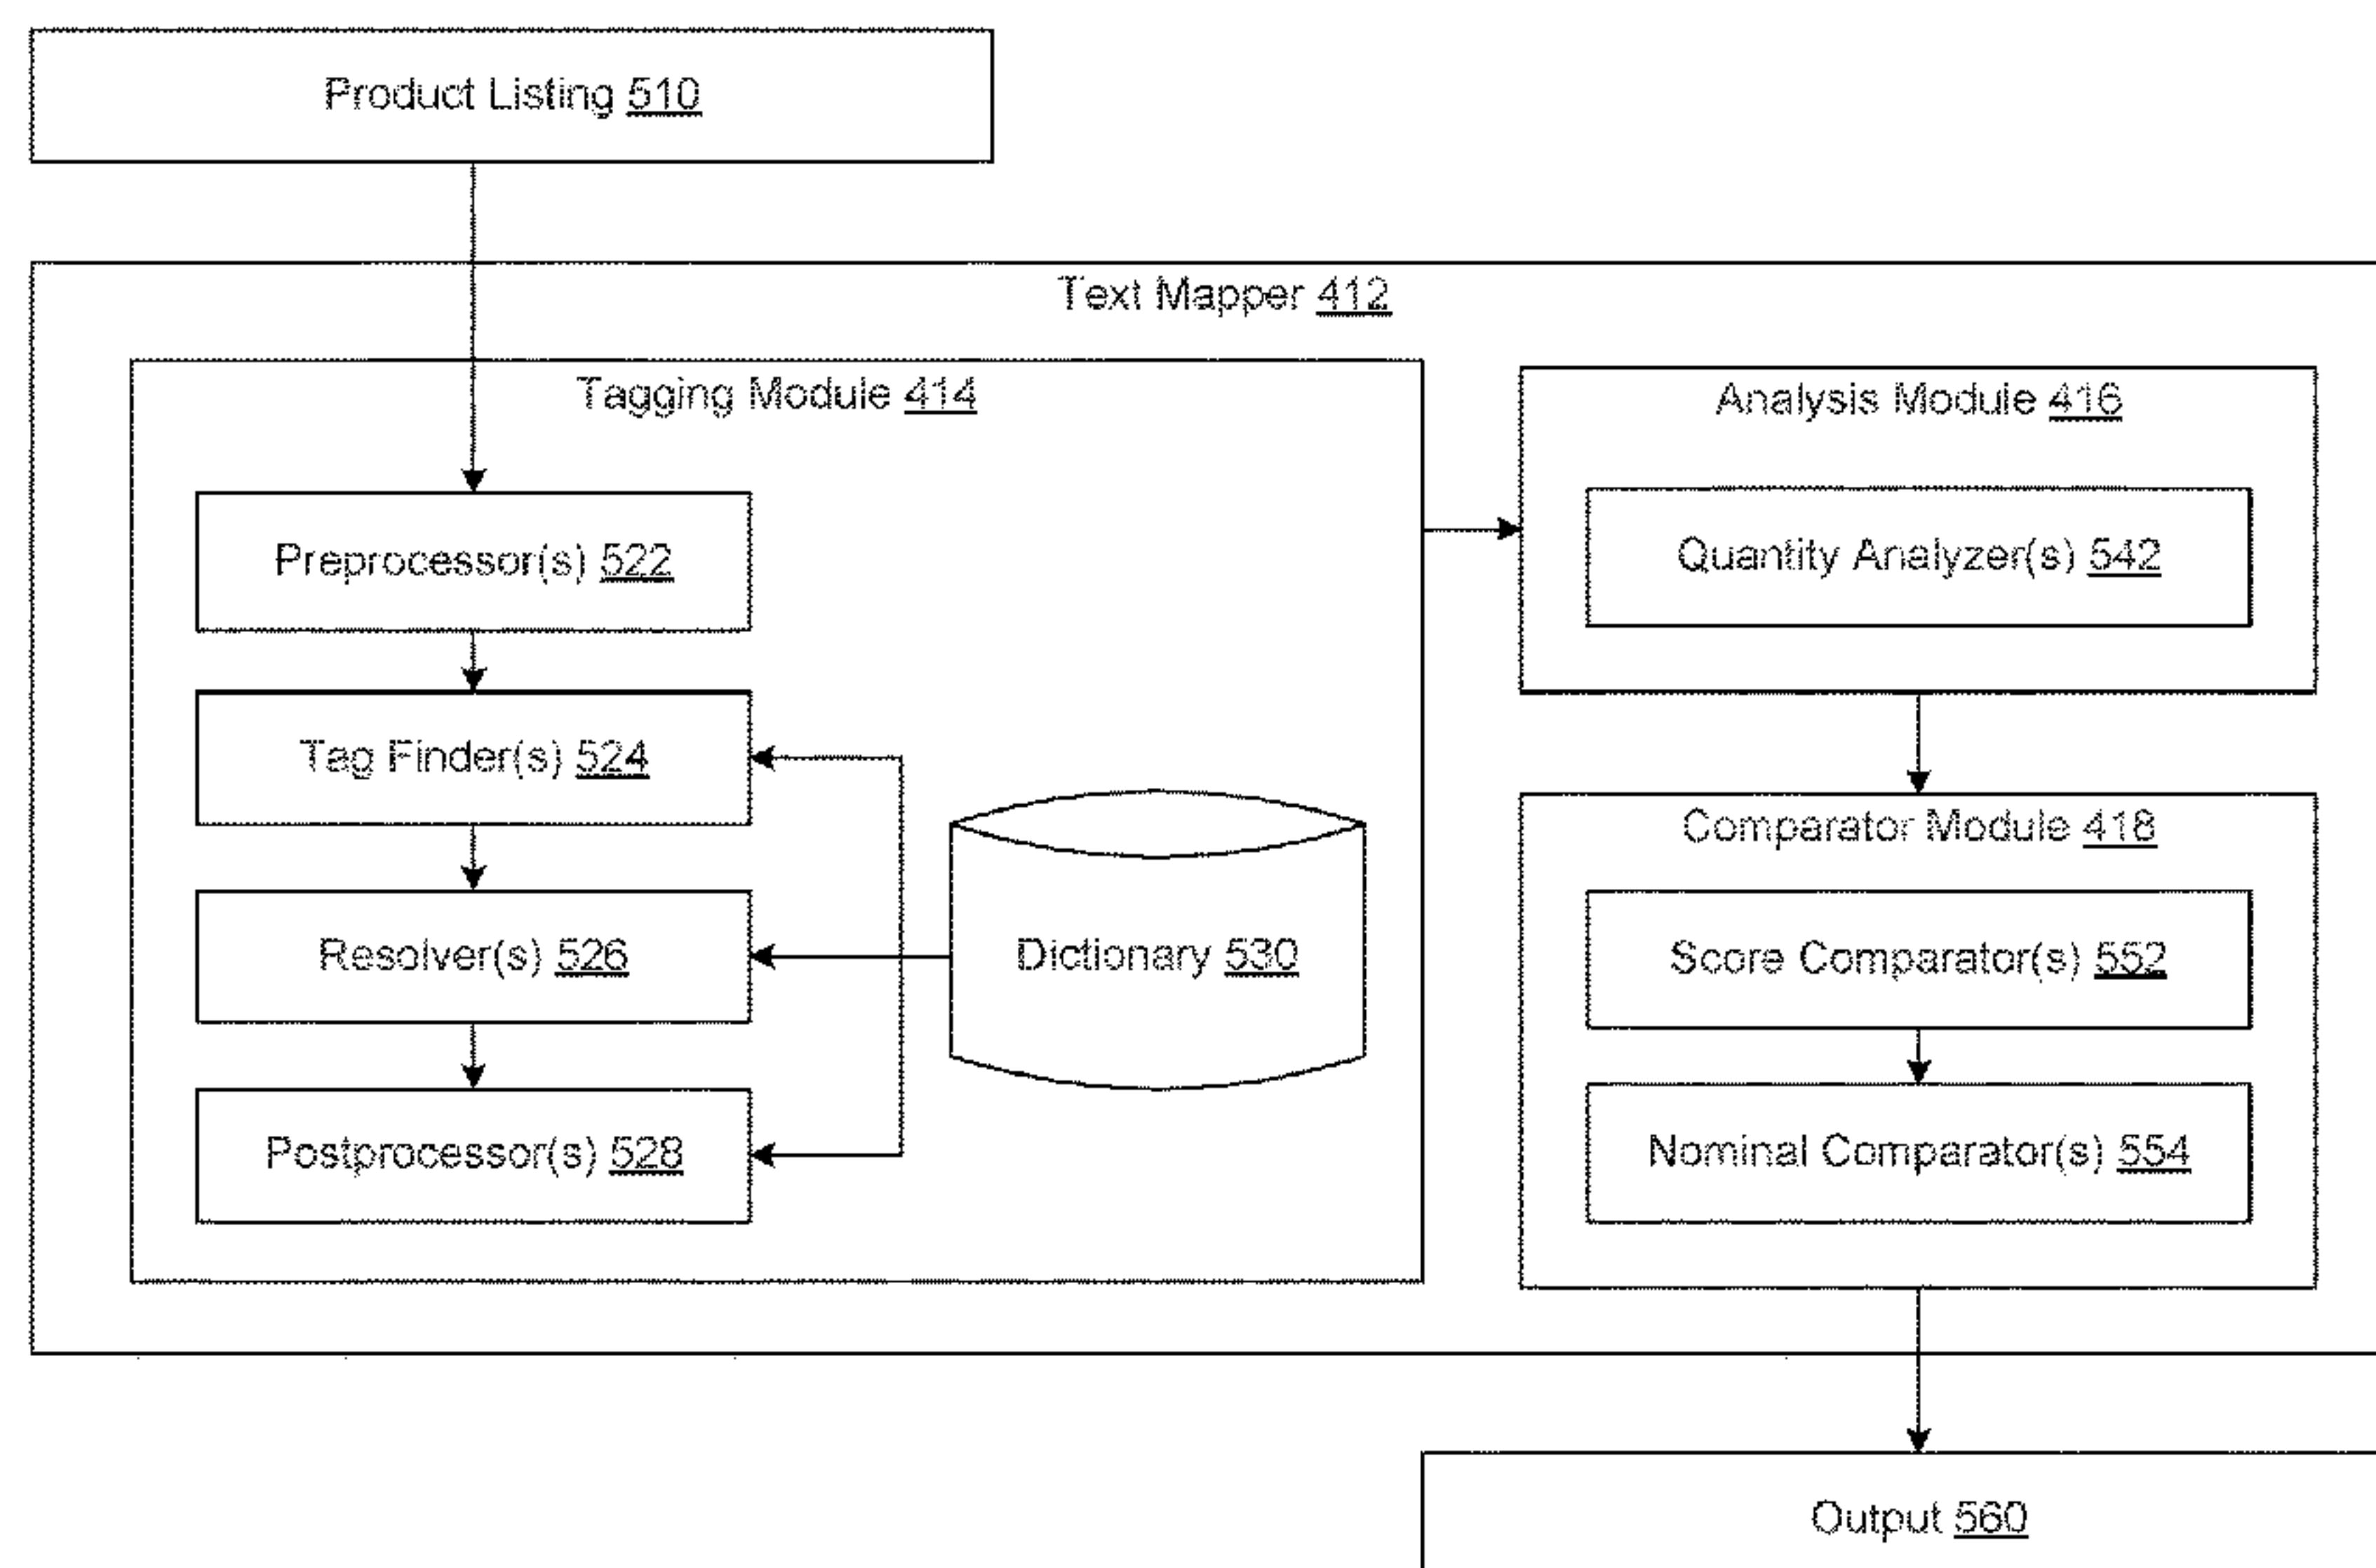 Product Listing 510
Text Mapper 412
Tagging Module 414
Preprocessor(s) 522
Tag Finder(s) 524
Resolver(s) 526
Postprocessor(s) 528
Dictionary 530
Analysis Module 416
Quantity Analyzer(s) 542
Comparator Module 418
Score Comparator(s) 552
Nominal Comparator(s) 554
Output 560